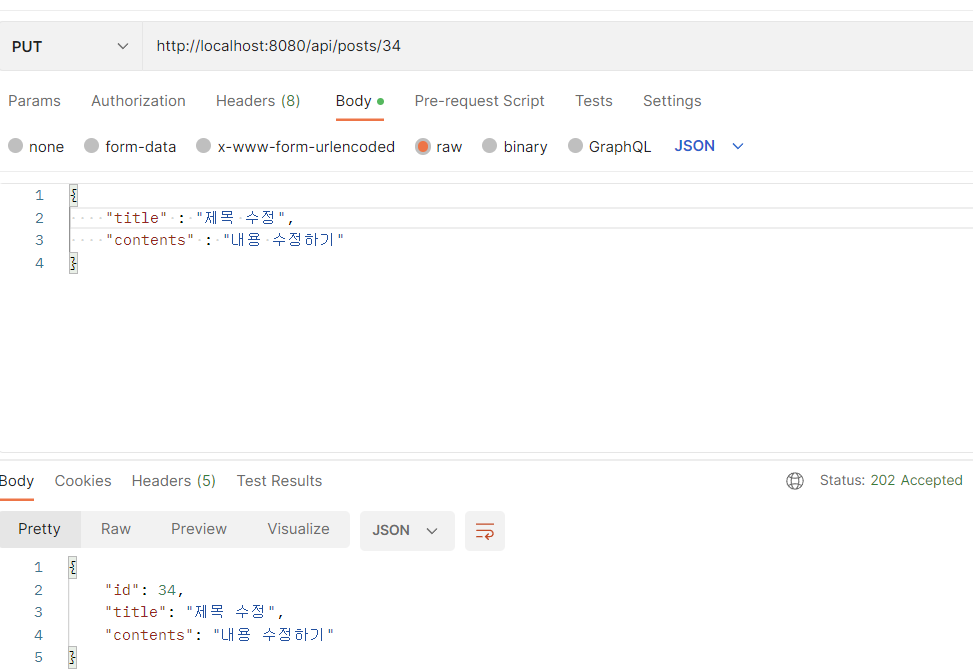 PUT http://localhost:8080/api/posts/34
Params Authorization Headers (8) Body Pre-request Script Tests Settings
none form-data x-www-form-urlencoded raw binary GraphQL JSON
1 {
2 "title" : "제목 수정",
3 "contents" : "내용 수정하기"
4 }
Body Cookies Headers (5) Test Results Status: 202 Accepted
Pretty Raw Preview Visualize JSON
1 {
2 "id": 34,
3 "title": "제목 수정",
4 "contents": "내용 수정하기"
5 }